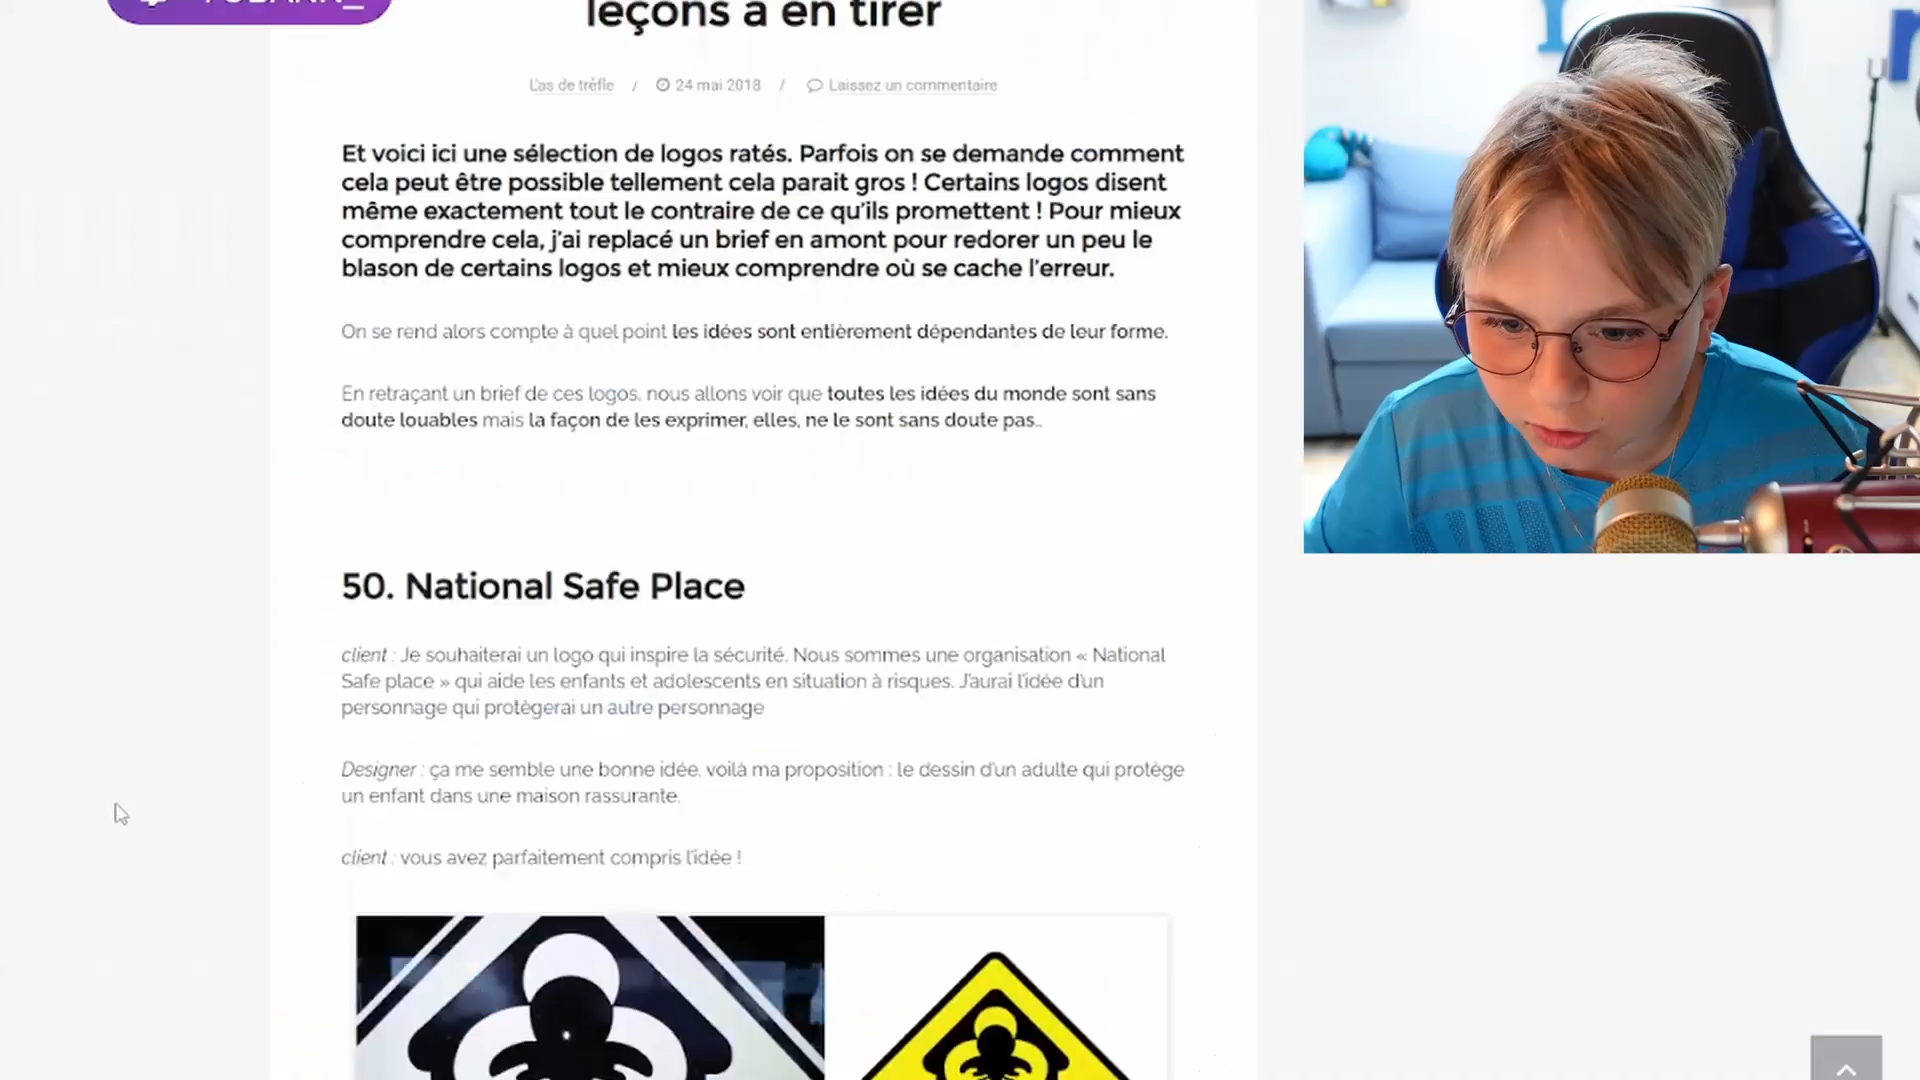 leçons à en tirer
L'as de trèfle / 24 mai 2018 / Laissez un commentaire
Et voici ici une sélection de logos ratés. Parfois on se demande comment
cela peut être possible tellement cela parait gros ! Certains logos disent
même exactement tout le contraire de ce qu'ils promettent ! Pour mieux
comprendre cela, j'ai replacé un brief en amont pour redorer un peu le
blason de certains logos et mieux comprendre où se cache l'erreur.
On se rend alors compte à quel point les idées sont entièrement dépendantes de leur forme.
En retraçant un brief de ces logos, nous allons voir que toutes les idées du monde sont sans
doute louables mais la façon de les exprimer, elles, ne le sont sans doute pas...
50. National Safe Place
client : Je souhaiterai un logo qui inspire la sécurité. Nous sommes une organisation « National
Safe place » qui aide les enfants et adolescents en situation à risques. J'aurai l'idée d'un
personnage qui protègerai un autre personnage
Designer : ça me semble une bonne idée, voilà ma proposition : le dessin d'un adulte qui protège
un enfant dans une maison rassurante.
client : vous avez parfaitement compris l'idée !